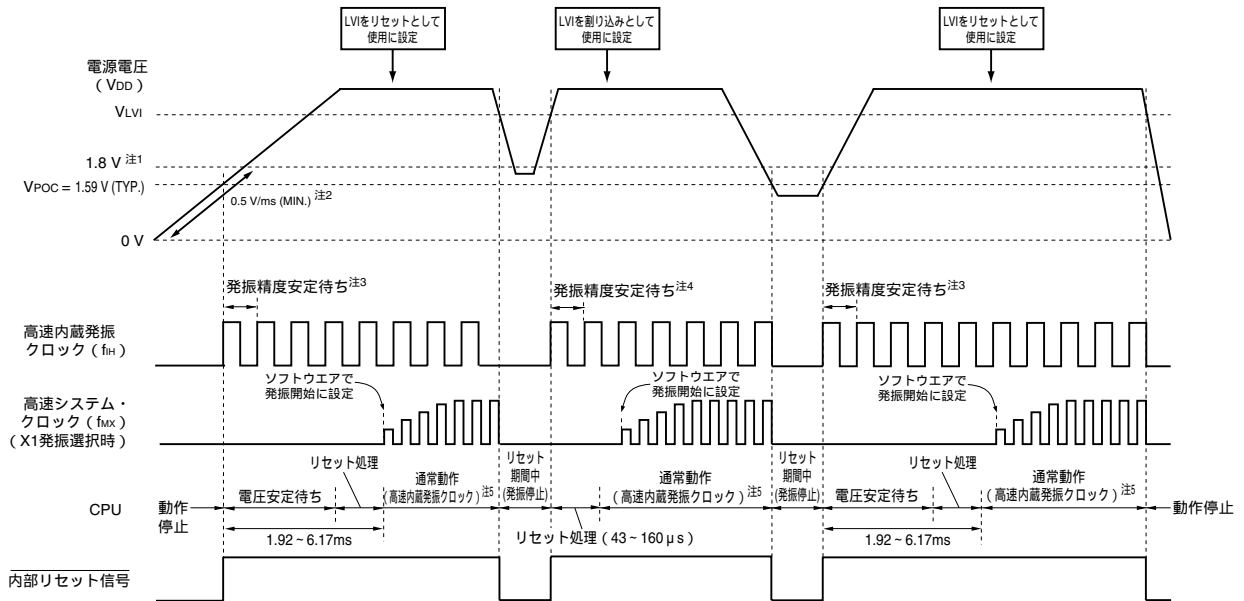 LVIをリセットとして
使用に設定
LVIを割り込みとして
使用に設定
LVIをリセットとして
使用に設定
電源電圧
（VDD）
VLVI
1.8 V 注1
VPOC = 1.59 V (TYP.)
0.5 V/ms (MIN.) 注2
0 V
発振精度安定待ち注3
発振精度安定待ち注4
発振精度安定待ち注3
高速内蔵発振
クロック（fIH）
ソフトウエアで
発振開始に設定
ソフトウエアで
発振開始に設定
ソフトウエアで
発振開始に設定
高速システム・
クロック（fMX）
（X1発振選択時）
CPU
動作
停止
電圧安定待ち
リセット処理
通常動作
（高速内蔵発振クロック）注5
リセット
期間中
（発振停止）
通常動作
（高速内蔵発振クロック）注5
リセット
期間中
（発振停止）
電圧安定待ち
リセット処理
通常動作
（高速内蔵発振クロック）注5
動作停止
1.92 ~ 6.17ms
リセット処理（43 ~ 160 μs）
1.92 ~ 6.17ms
内部リセット信号